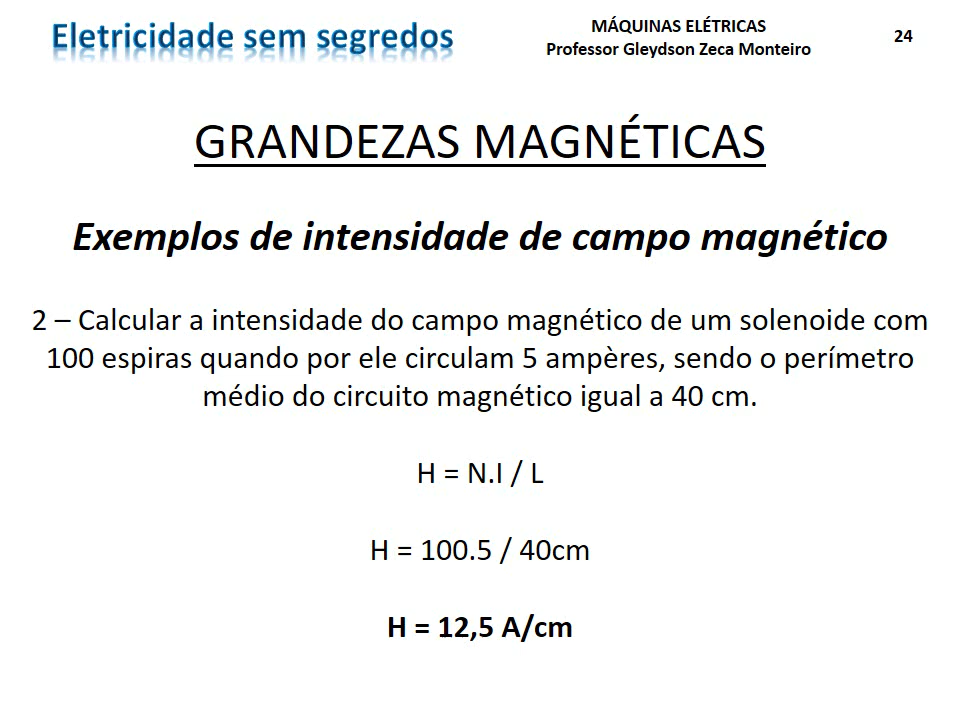 Eletricidade sem segredos
MÁQUINAS ELÉTRICAS
Professor Gleydson Zeca Monteiro
24
GRANDEZAS MAGNÉTICAS
Exemplos de intensidade de campo magnético
2 – Calcular a intensidade do campo magnético de um solenoide com
100 espiras quando por ele circulam 5 ampères, sendo o perímetro
médio do circuito magnético igual a 40 cm.
H = N.I / L
H = 100.5 / 40cm
H = 12,5 A/cm